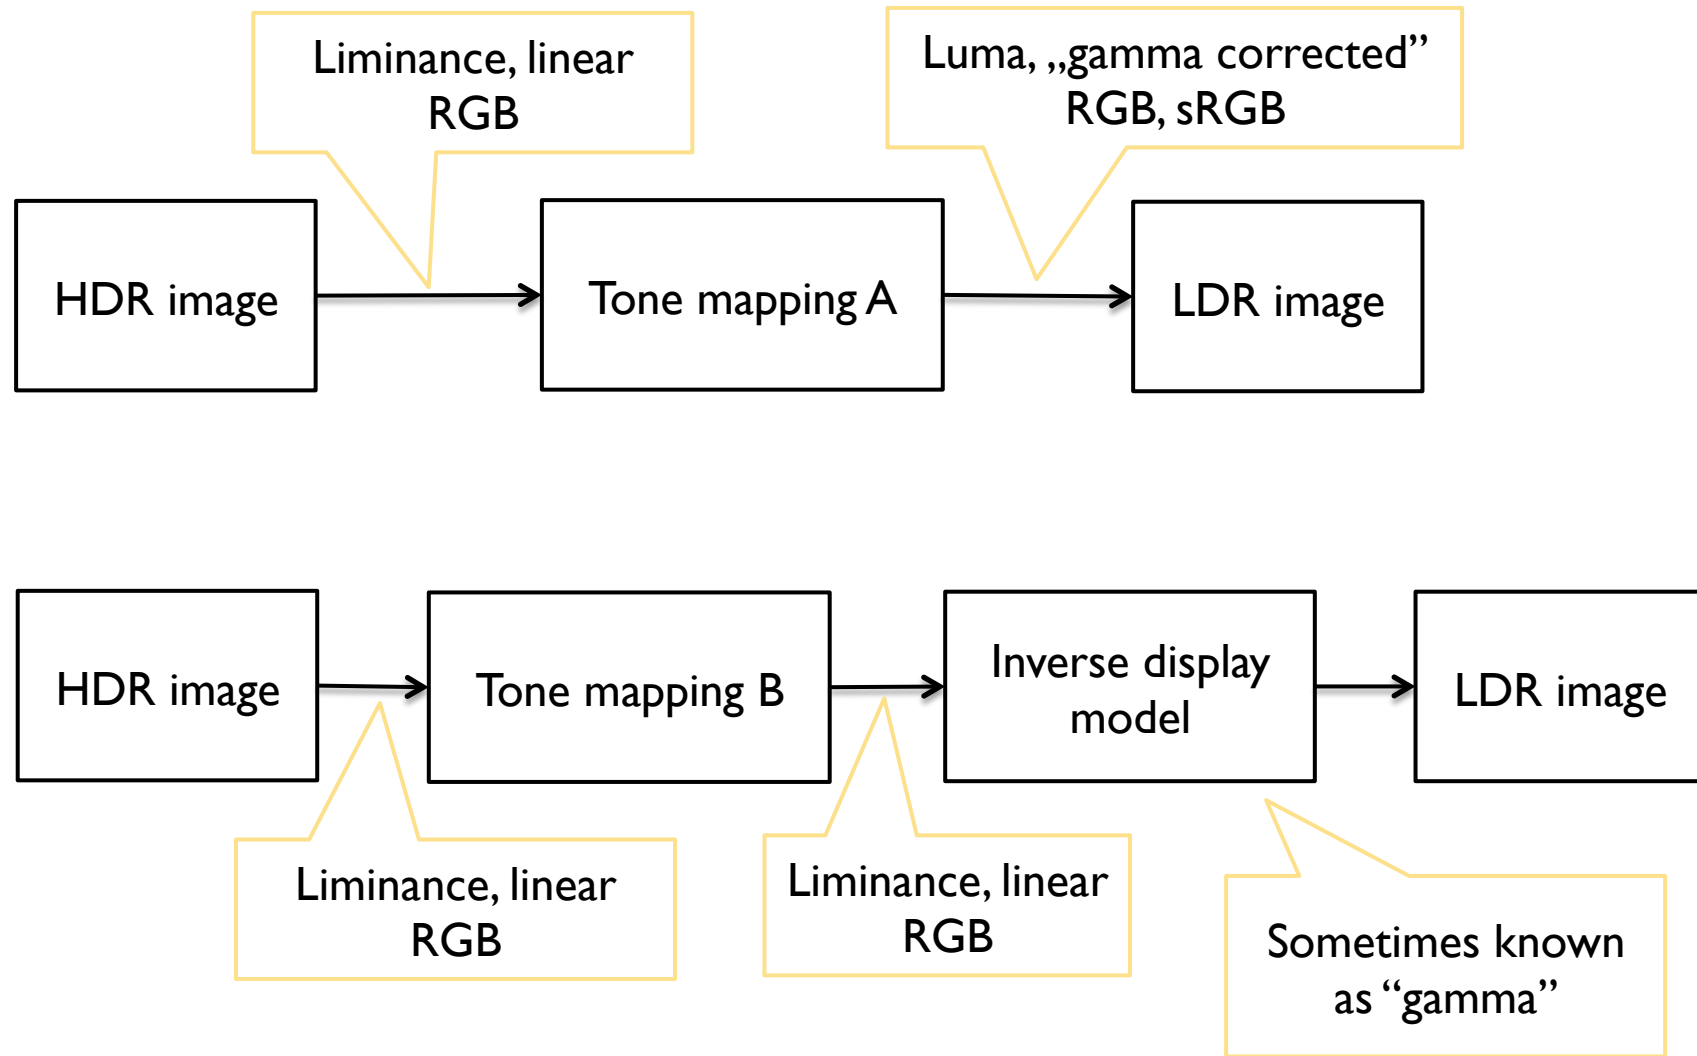 Liminance, linear
RGB
Luma, „gamma corrected”
RGB, sRGB
HDR image
Tone mapping A
LDR image
HDR image
Tone mapping B
Inverse display
model
LDR image
Liminance, linear
RGB
Liminance, linear
RGB
Sometimes known
as “gamma”